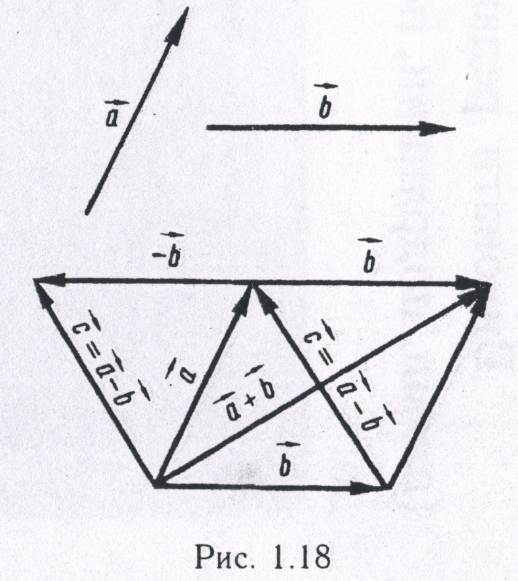 a⃗
b⃗
-b⃗ b⃗
c⃗ = a⃗ - b⃗ a⃗ a⃗ + b⃗ c⃗ = a⃗ - b⃗
b⃗
Рис. 1.18